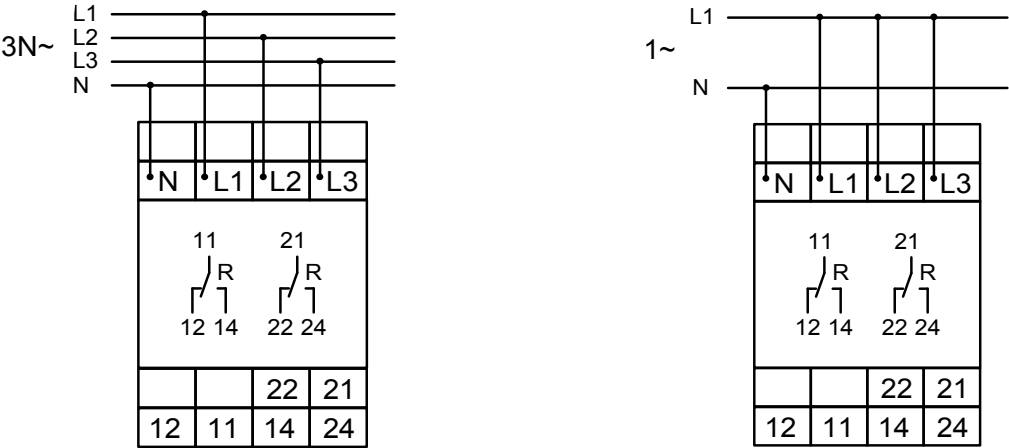 L1
L2
3N~
L3
N
N L1 L2 L3
11 21
R R
12 14 22 24
22 21
12 11 14 24
L1
1~
N
N L1 L2 L3
11 21
R R
12 14 22 24
22 21
12 11 14 24